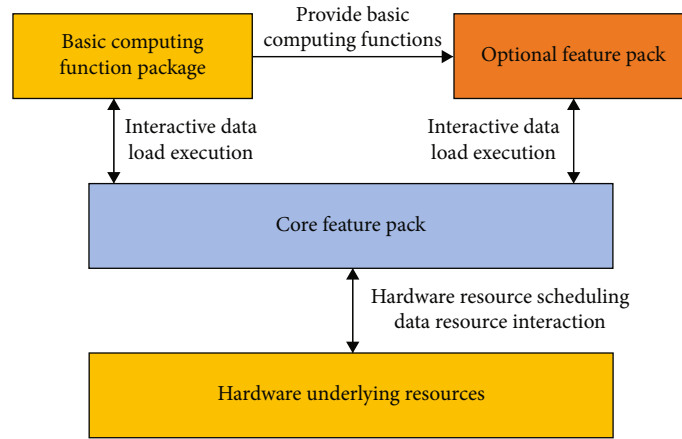 Basic computing
function package
Provide basic
computing functions
Optional feature pack
Interactive data
load execution
Interactive data
load execution
Core feature pack
Hardware resource scheduling
data resource interaction
Hardware underlying resources